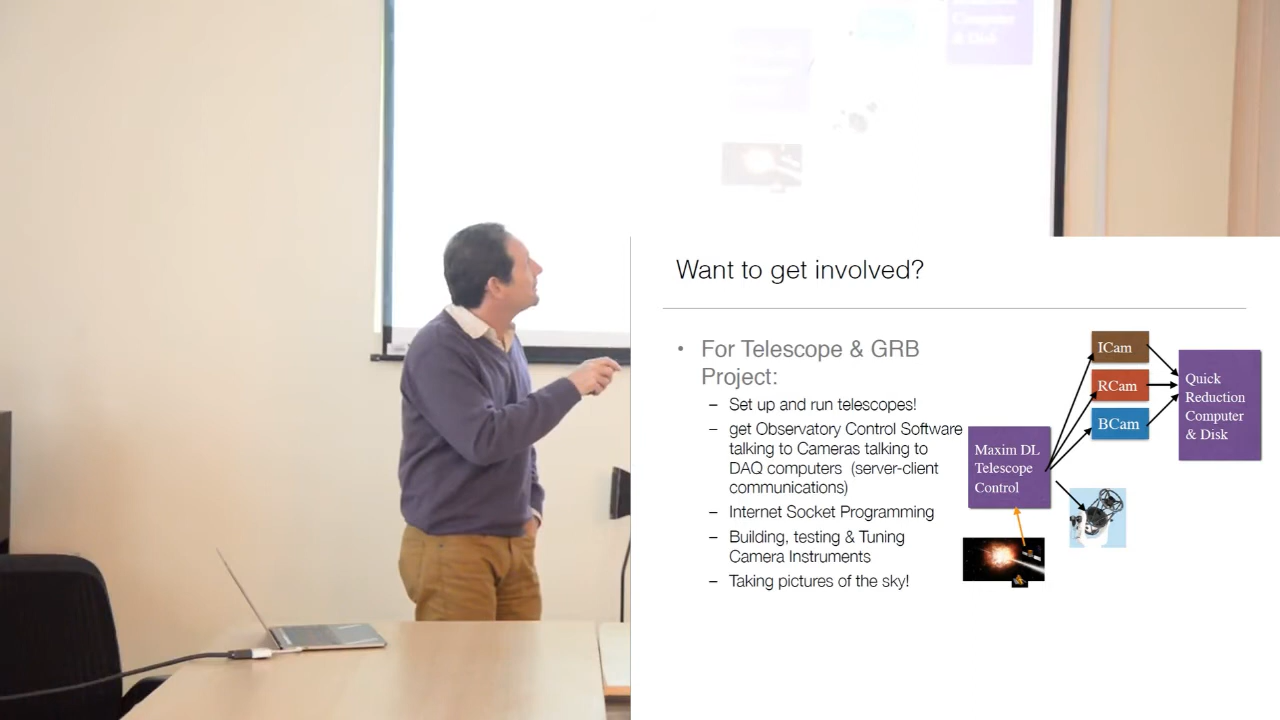 Computer
& Disk
Want to get involved?
• For Telescope & GRB
Project:
– Set up and run telescopes!
– get Observatory Control Software
talking to Cameras talking to
DAQ computers (server-client
communications)
– Internet Socket Programming
– Building, testing & Tuning
Camera Instruments
– Taking pictures of the sky!
ICam
RCam
BCam
Quick
Reduction
Computer
& Disk
Maxim DL
Telescope
Control